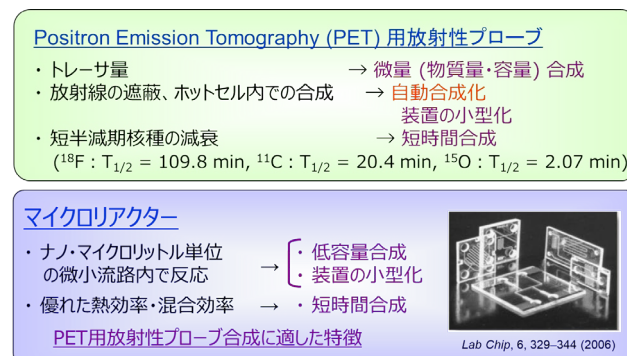 Positron Emission Tomography (PET) 用放射性プローブ
・ トレーサ量 → 微量 (物質量・容量) 合成
・ 放射線の遮蔽、ホットセル内での合成 → 自動合成化
装置の小型化
・ 短半減期核種の減衰 → 短時間合成
(¹⁸F : T₁/₂ = 109.8 min, ¹¹C : T₁/₂ = 20.4 min, ¹⁵O : T₁/₂ = 2.07 min)
マイクロリアクター
・ ナノ・マイクロリットル単位 ・ 低容量合成
の微小流路内で反応 → ・ 装置の小型化
・ 優れた熱効率・混合効率 → ・ 短時間合成
PET用放射性プローブ合成に適した特徴
Lab Chip, 6, 329–344 (2006)